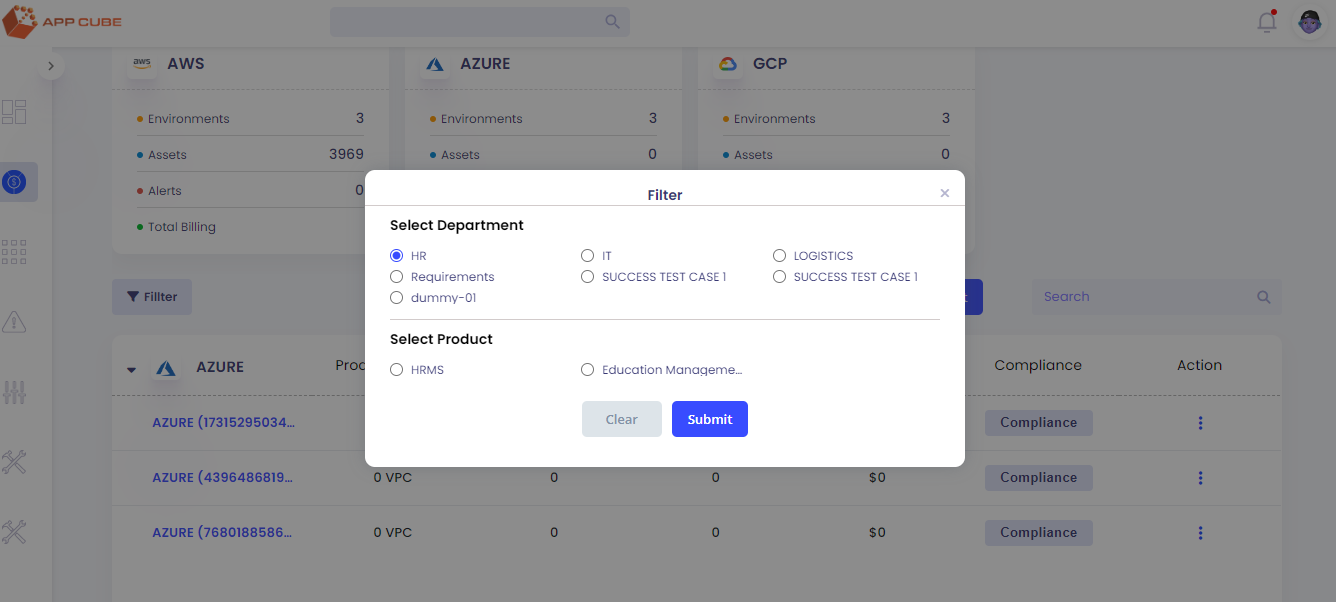 APP CUBE
aws AWS
AZURE
GCP
Environments 3
Assets 3969
Alerts 0
Total Billing
Environments 3
Assets 0
Environments 3
Assets 0
Filter
×
Select Department
HR
IT
LOGISTICS
Requirements
SUCCESS TEST CASE 1
SUCCESS TEST CASE 1
dummy-01
Select Product
HRMS
Education Manageme...
Clear
Submit
Fillter
Search
AZURE
Compliance
Action
AZURE (17315295034... Compliance
AZURE (4396486819... 0 VPC 0 0 $0 Compliance
AZURE (7680188586... 0 VPC 0 0 $0 Compliance